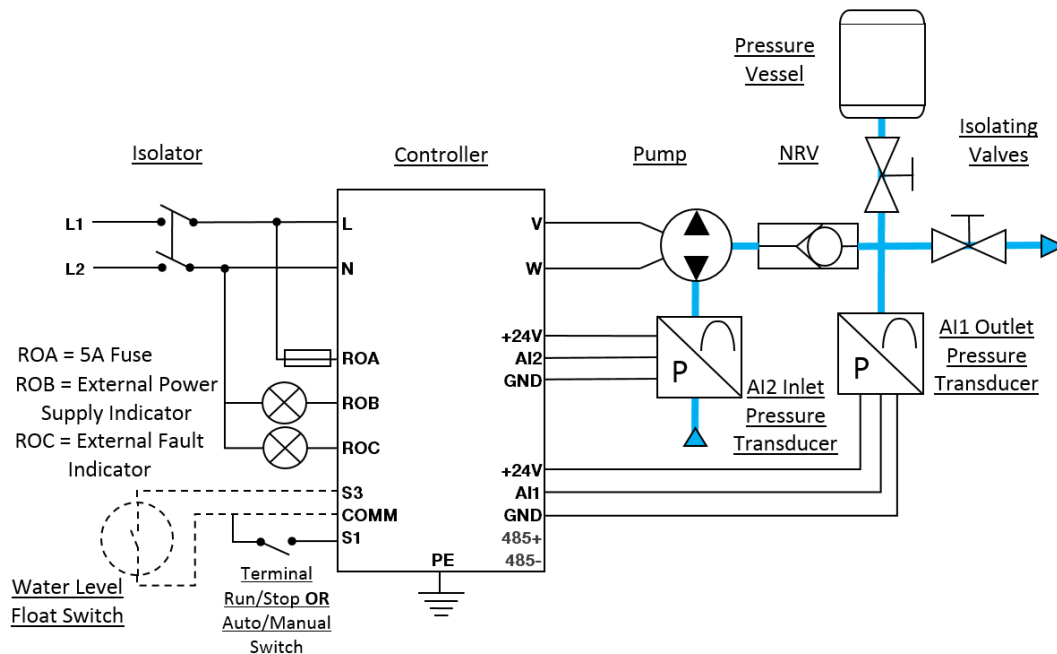 Pressure
Vessel
Isolator
Controller
Pump
NRV
Isolating
Valves
L1
L2
L
N
V
W
ROA
ROB
ROC
ROA = 5A Fuse
ROB = External Power
Supply Indicator
ROC = External Fault
Indicator
+24V
AI2
GND
P
P
AI2 Inlet
Pressure
Transducer
AI1 Outlet
Pressure
Transducer
+24V
AI1
GND
485+
485-
S3
COMM
S1
PE
Water Level
Float Switch
Terminal
Run/Stop OR
Auto/Manual
Switch